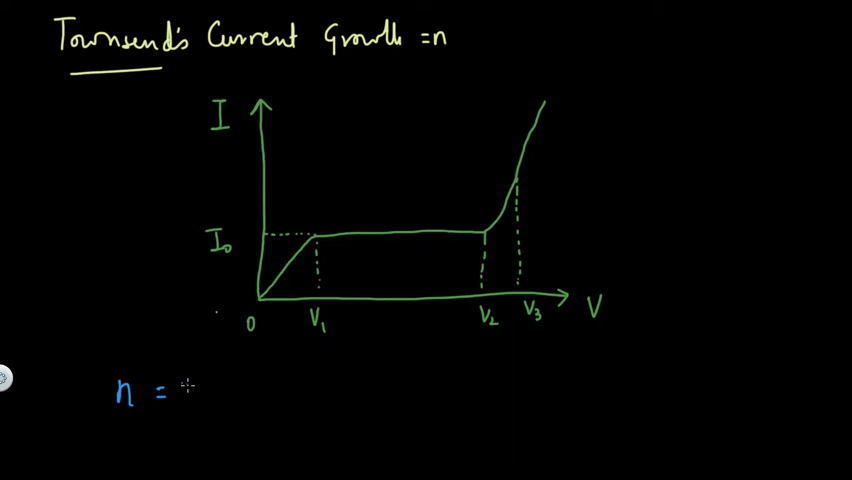 Townsend's Current Growth =n
I
I₀
0
V₁
V₂
V₃
V
n =